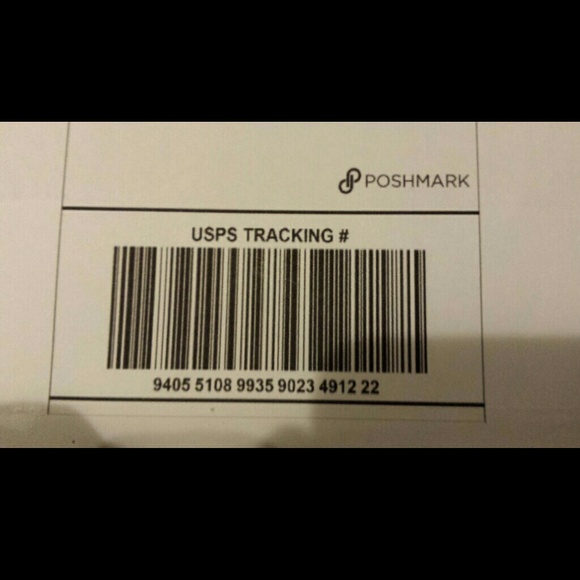 POSHMARK
USPS TRACKING #
9405 5108 9935 9023 4912 22